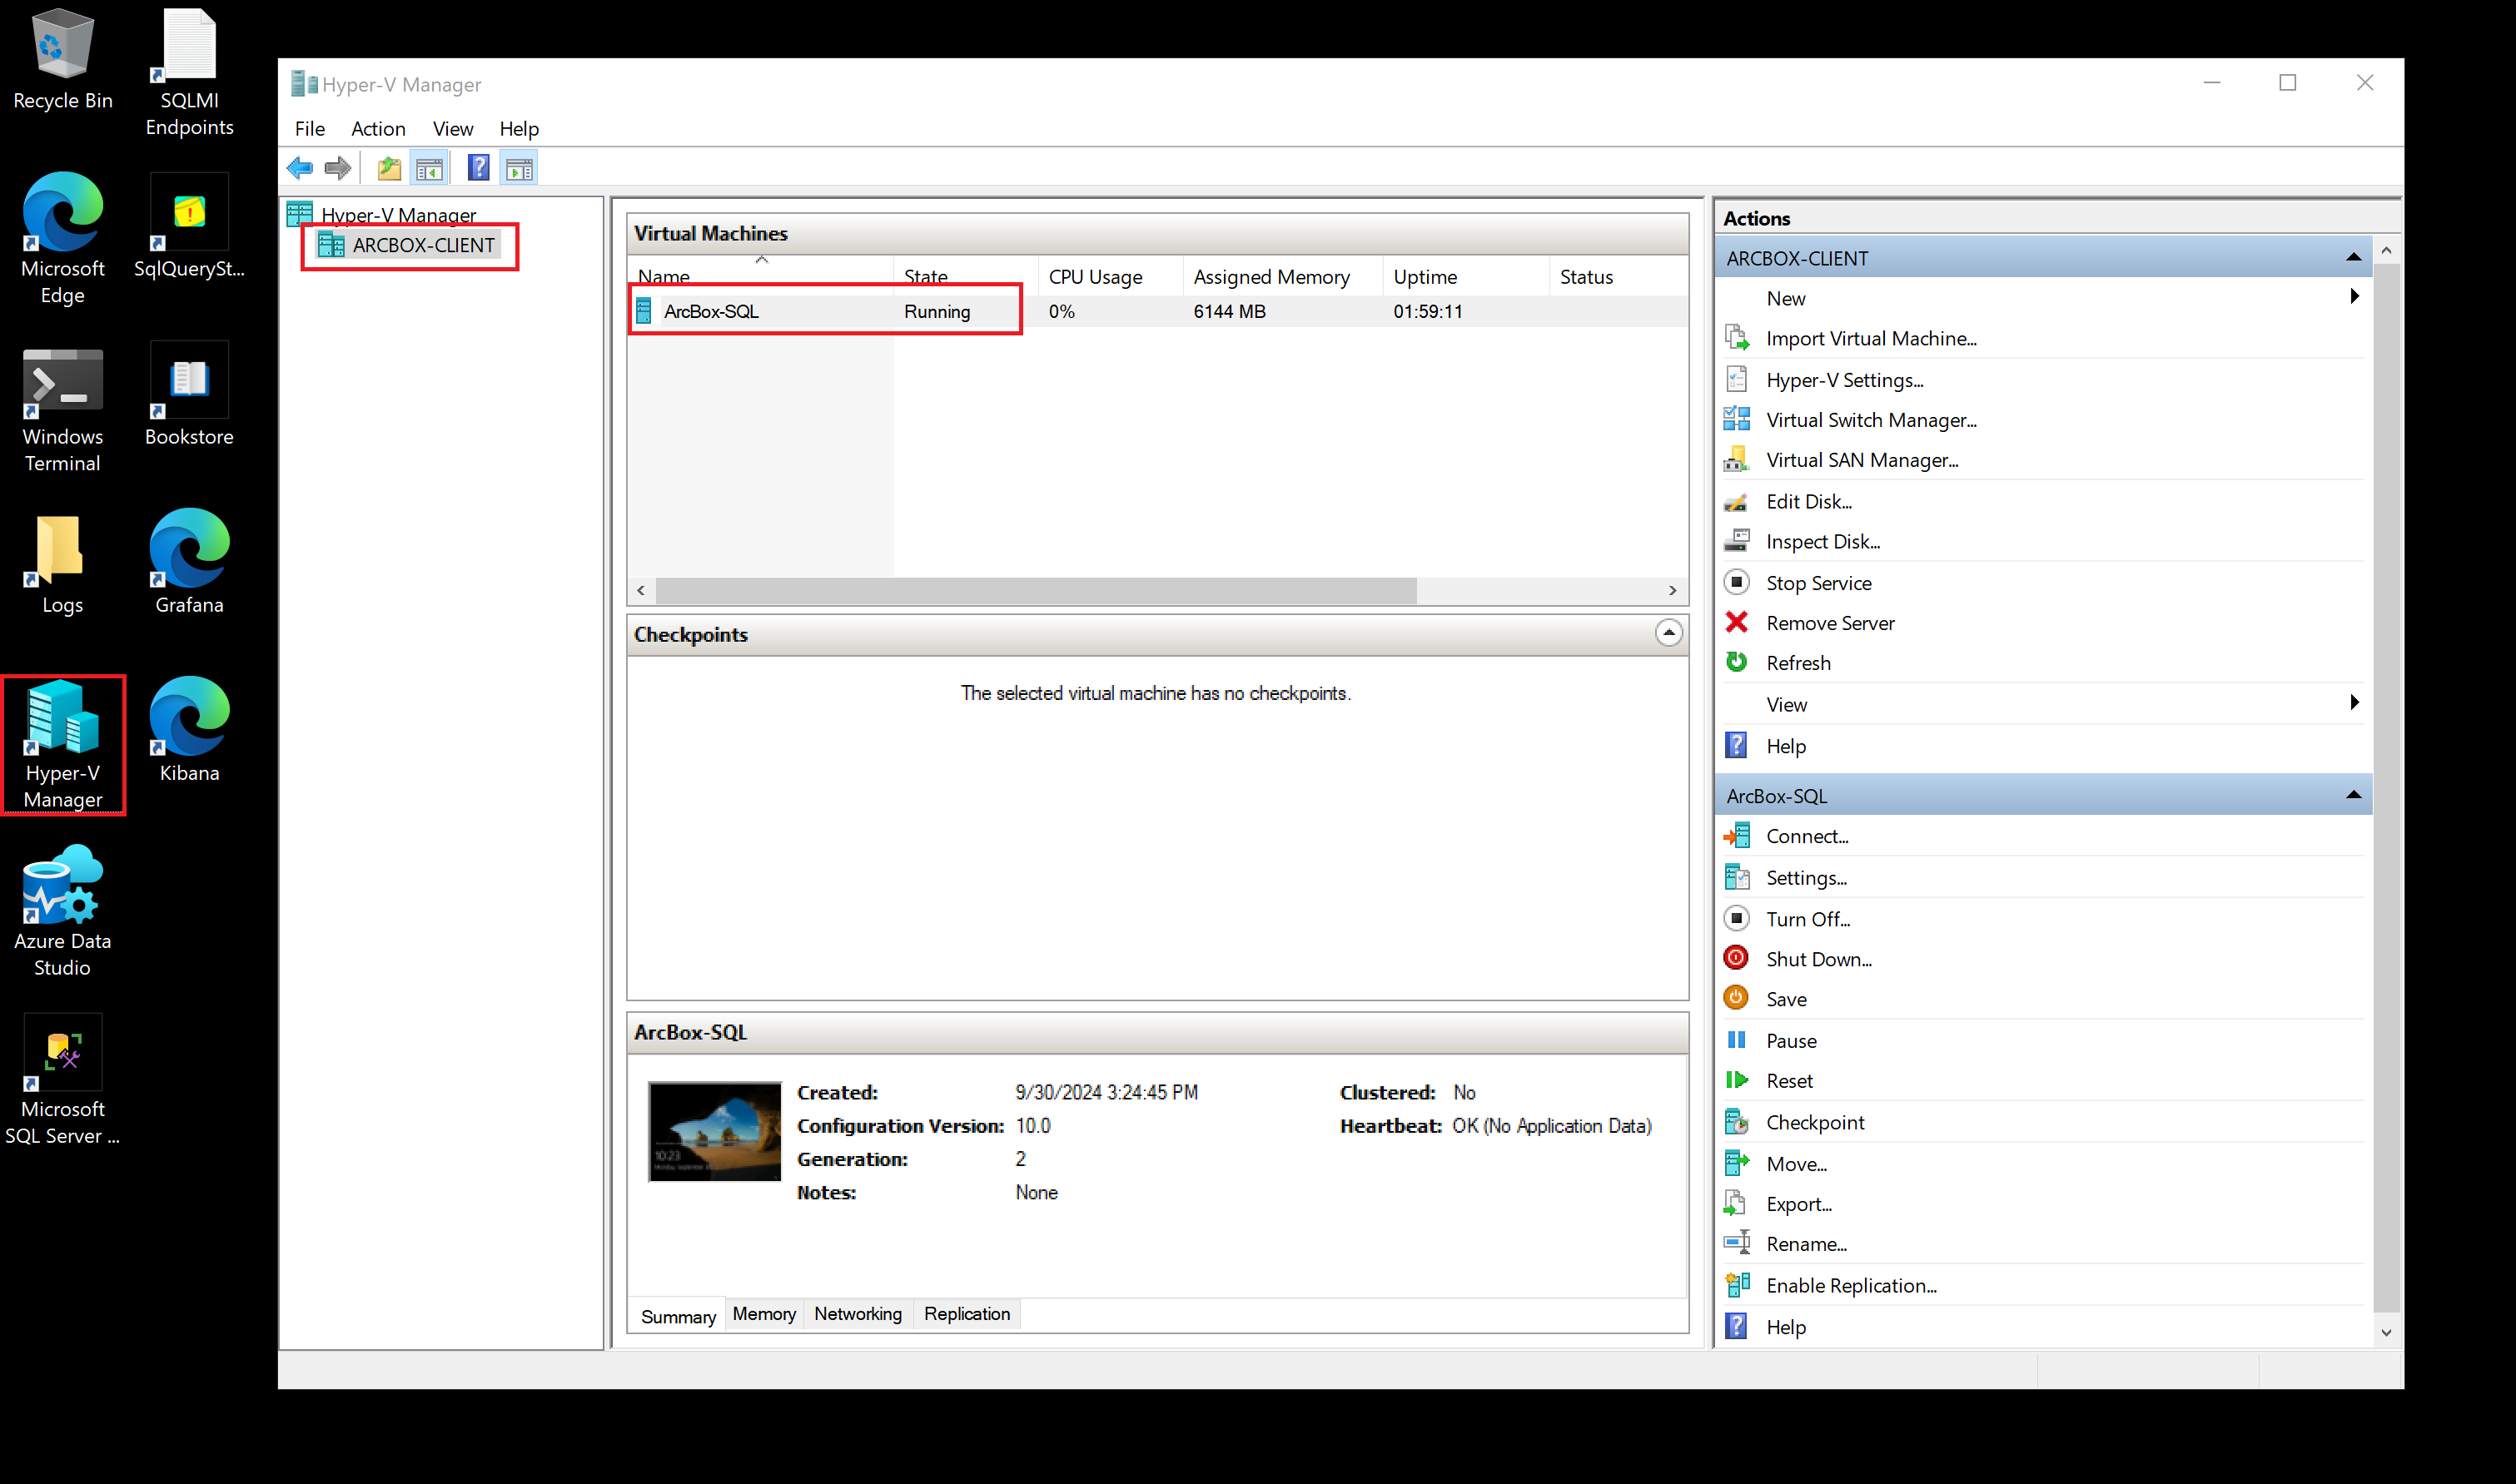 Recycle Bin
SQLMI
Endpoints
Microsoft
Edge
SqlQuerySt...
Windows
Terminal
Bookstore
Logs
Grafana
Hyper-V
Manager
Kibana
Azure Data
Studio
Microsoft
SQL Server ...
Hyper-V Manager
File Action View Help
Hyper-V Manager
ARCBOX-CLIENT
Virtual Machines
Name State CPU Usage Assigned Memory Uptime Status
ArcBox-SQL Running 0% 6144 MB 01:59:11
Checkpoints
The selected virtual machine has no checkpoints.
ArcBox-SQL
10:23
Created: 9/30/2024 3:24:45 PM Clustered: No
Configuration Version: 10.0 Heartbeat: OK (No Application Data)
Generation: 2
Notes: None
Summary Memory Networking Replication
Actions
ARCBOX-CLIENT
New
Import Virtual Machine...
Hyper-V Settings...
Virtual Switch Manager...
Virtual SAN Manager...
Edit Disk...
Inspect Disk...
Stop Service
Remove Server
Refresh
View
Help
ArcBox-SQL
Connect...
Settings...
Turn Off...
Shut Down...
Save
Pause
Reset
Checkpoint
Move...
Export...
Rename...
Enable Replication...
Help